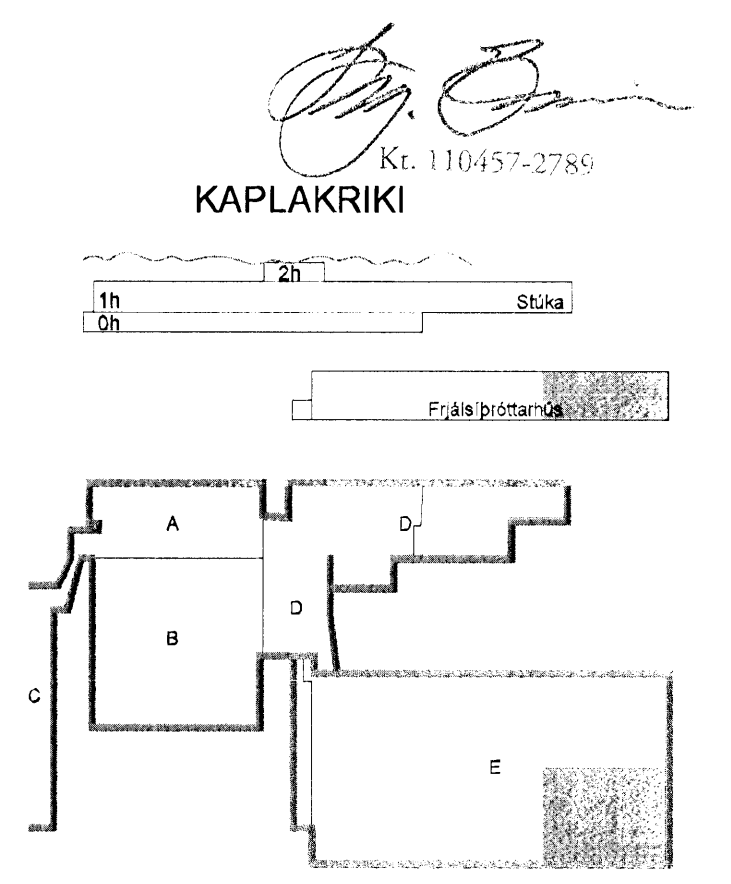 Kt. 110457-2789
KAPLAKRIKI
2h
1h Stúka
0h
Frjálsíþróttarhús
A D
D
B
C
E